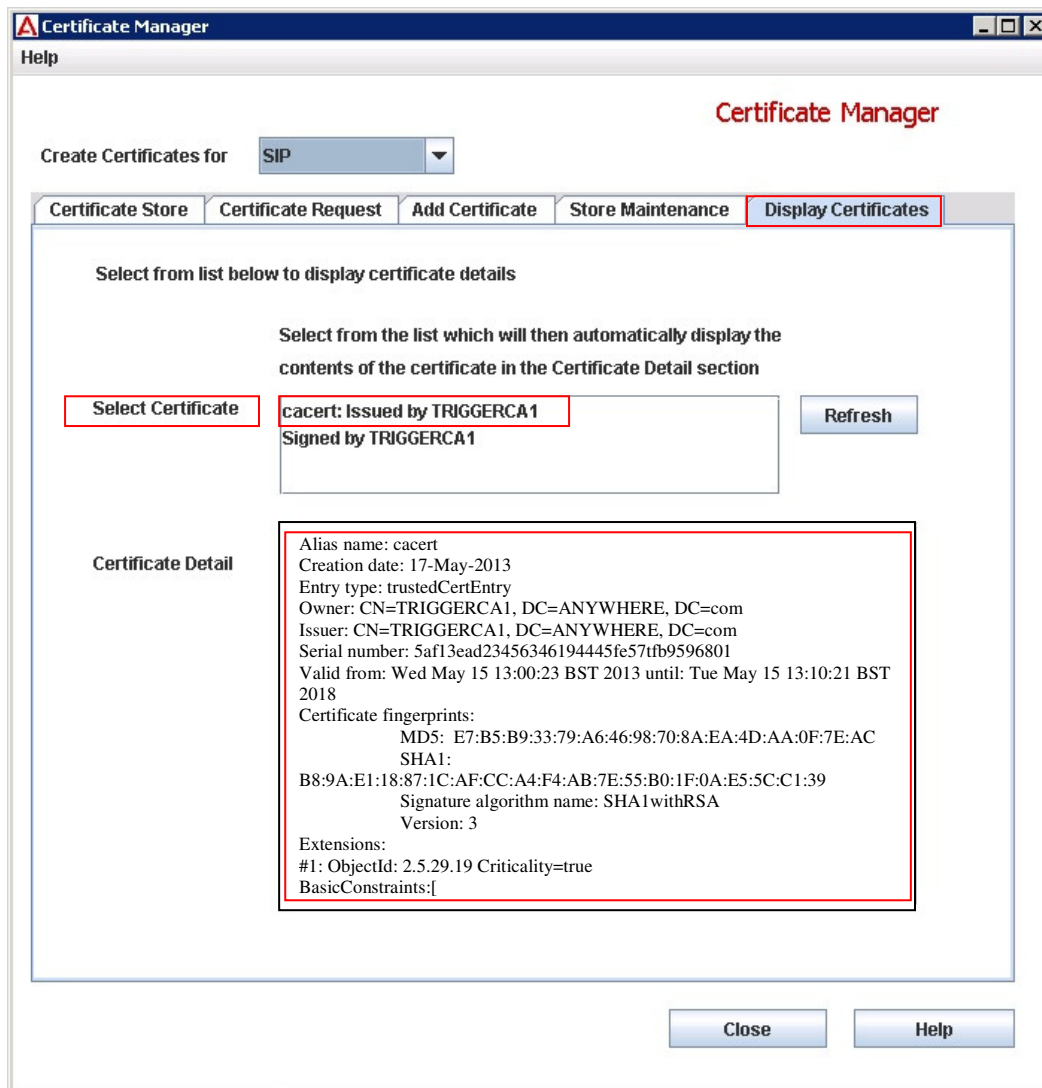 Certificate Manager
Help
Certificate Manager
Create Certificates for SIP
Certificate Store Certificate Request Add Certificate Store Maintenance Display Certificates
Select from list below to display certificate details
Select from the list which will then automatically display the
contents of the certificate in the Certificate Detail section
Select Certificate cacert: Issued by TRIGGERCA1 Refresh
Signed by TRIGGERCA1
Certificate Detail
Alias name: cacert
Creation date: 17-May-2013
Entry type: trustedCertEntry
Owner: CN=TRIGGERCA1, DC=ANYWHERE, DC=com
Issuer: CN=TRIGGERCA1, DC=ANYWHERE, DC=com
Serial number: 5af13ead23456346194445fe57tfb9596801
Valid from: Wed May 15 13:00:23 BST 2013 until: Tue May 15 13:10:21 BST
2018
Certificate fingerprints:
MD5: E7:B5:B9:33:79:A6:46:98:70:8A:EA:4D:AA:0F:7E:AC
SHA1:
B8:9A:E1:18:87:1C:AF:CC:A4:F4:AB:7E:55:B0:1F:0A:E5:5C:C1:39
Signature algorithm name: SHA1withRSA
Version: 3
Extensions:
#1: ObjectId: 2.5.29.19 Criticality=true
BasicConstraints:[
Close Help